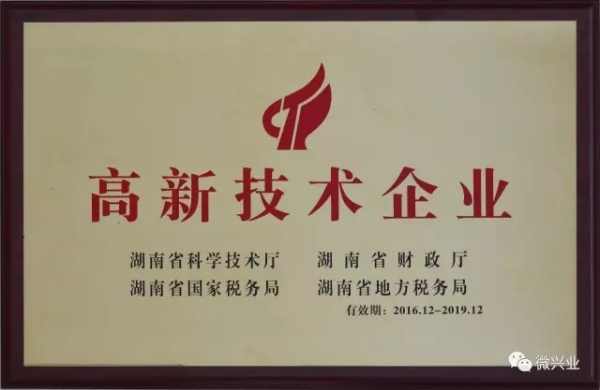 高新技术企业
湖南省科学技术厅 湖南省财政厅
湖南省国家税务局 湖南省地方税务局
有效期：2016.12-2019.12
微兴业